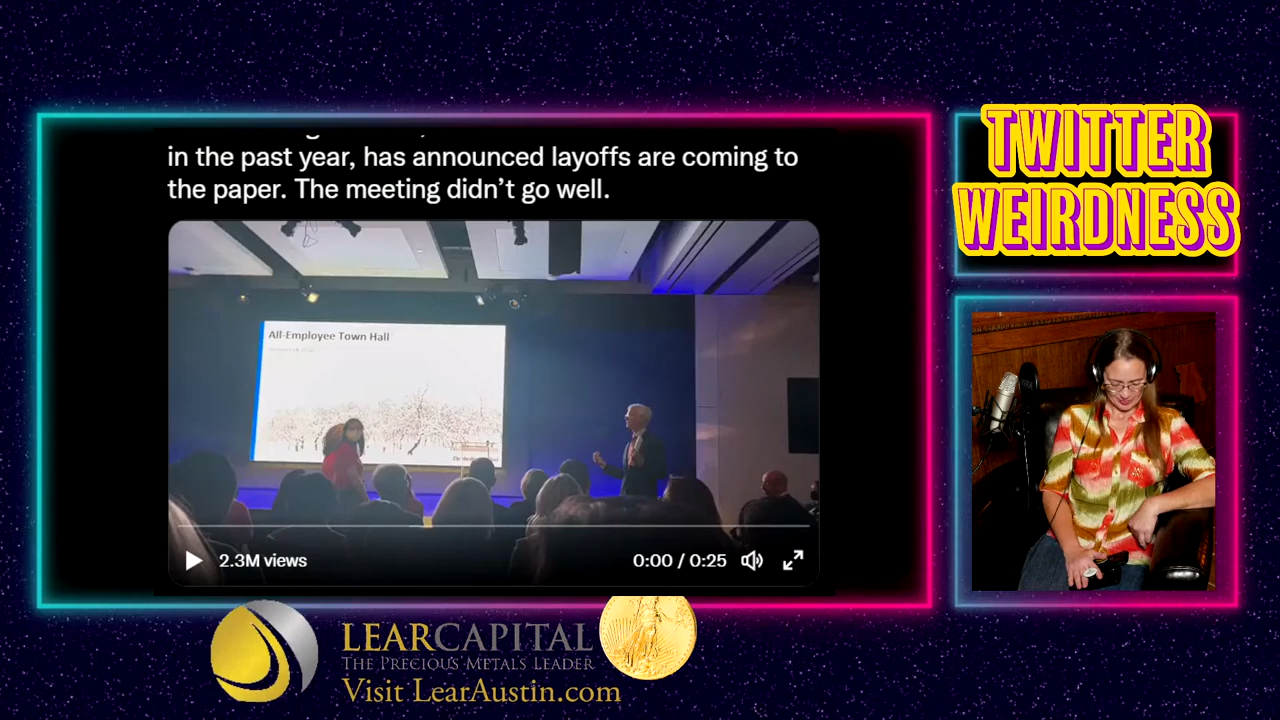 in the past year, has announced layoffs are coming to
the paper. The meeting didn’t go well.
All-Employee Town Hall
2.3M views
0:00 / 0:25
TWITTER
WEIRDNESS
LEARCAPITAL
THE PRECIOUS METALS LEADER
Visit LearAustin.com